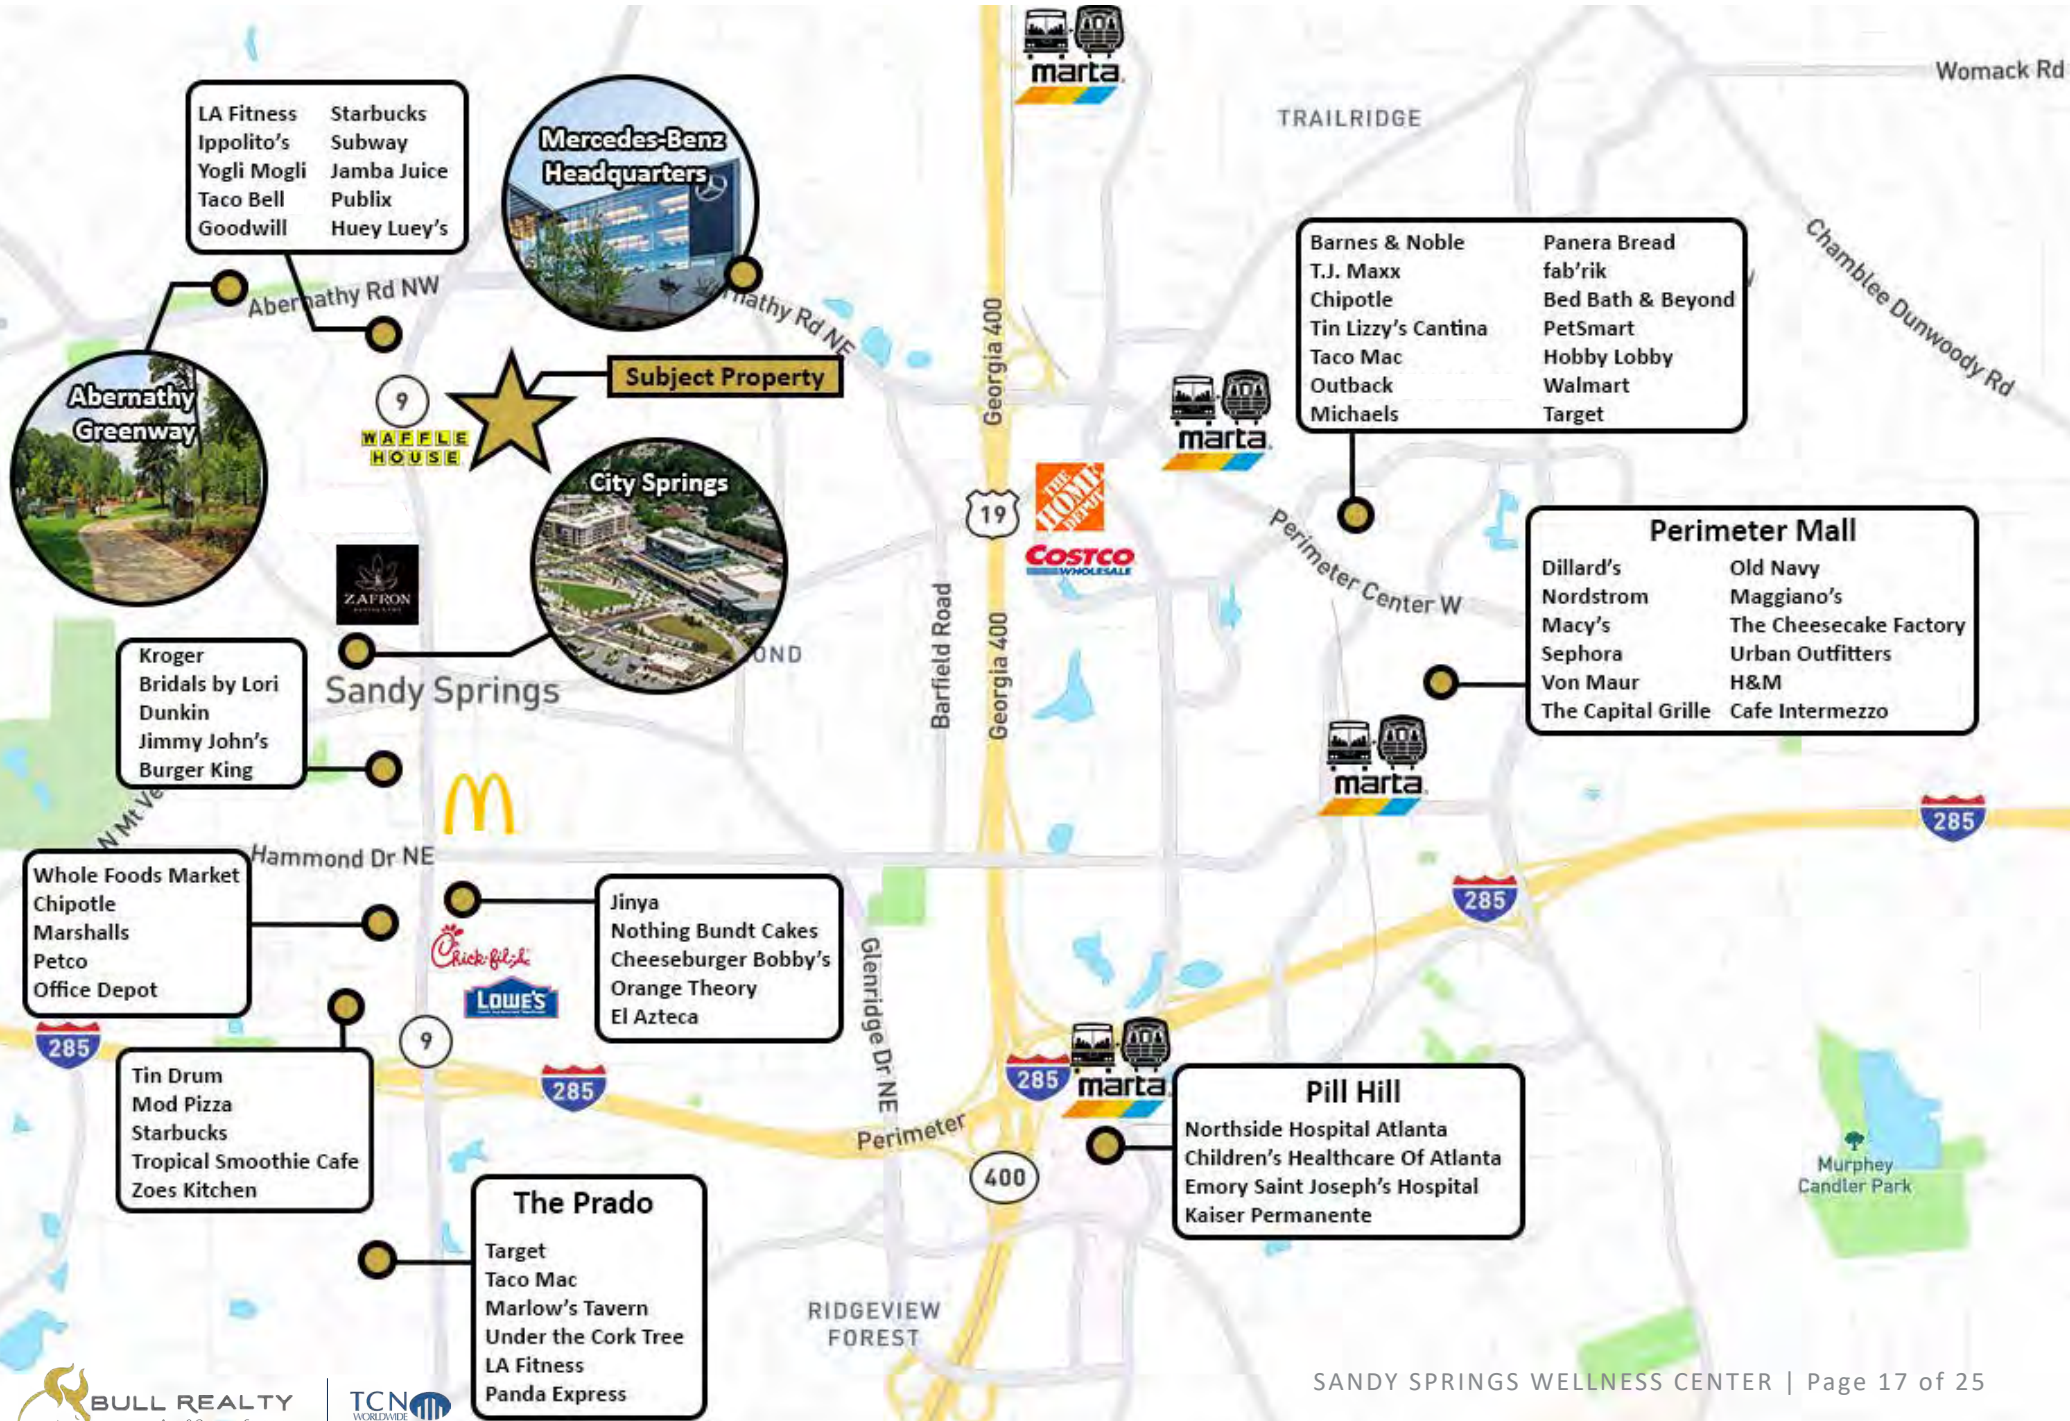 marta.
Womack Rd
TRAILRIDGE
LA Fitness Starbucks
Ippolito's Subway
Yogli Mogli Jamba Juice
Taco Bell Publix
Goodwill Huey Luey's
Mercedes-Benz
Headquarters
Abernathy Rd NW
nathy Rd NE
Georgia 400
Chamblee Dunwoody Rd
Barnes & Noble Panera Bread
T.J. Maxx fab'rik
Chipotle Bed Bath & Beyond
Tin Lizzy's Cantina PetSmart
Taco Mac Hobby Lobby
Outback Walmart
Michaels Target
Subject Property
9
WAFFLE
HOUSE
Abernathy
Greenway
marta.
City Springs
19
THE
HOME
DEPOT
COSTCO
WHOLESALE
Perimeter Center W
ZAFRON
Perimeter Mall
Dillard's Old Navy
Nordstrom Maggiano's
Macy's The Cheesecake Factory
Sephora Urban Outfitters
Von Maur H&M
The Capital Grille Cafe Intermezzo
Barfield Road
Georgia 400
OND
Sandy Springs
Kroger
Bridals by Lori
Dunkin
Jimmy John's
Burger King
marta.
N Mt Ve
285
Hammond Dr NE
Whole Foods Market
Chipotle
Marshalls
Petco
Office Depot
Jinya
Nothing Bundt Cakes
Cheeseburger Bobby's
Orange Theory
El Azteca
Chick-fil-A
LOWE'S
285
Glenridge Dr NE
285
9
285
285
marta.
Tin Drum
Mod Pizza
Starbucks
Tropical Smoothie Cafe
Zoes Kitchen
Perimeter
400
Pill Hill
Northside Hospital Atlanta
Children's Healthcare Of Atlanta
Emory Saint Joseph's Hospital
Kaiser Permanente
Murphey
Candler Park
The Prado
Target
Taco Mac
Marlow's Tavern
Under the Cork Tree
LA Fitness
Panda Express
RIDGEVIEW
FOREST
BULL REALTY
TCN
WORLDWIDE
SANDY SPRINGS WELLNESS CENTER | Page 17 of 25